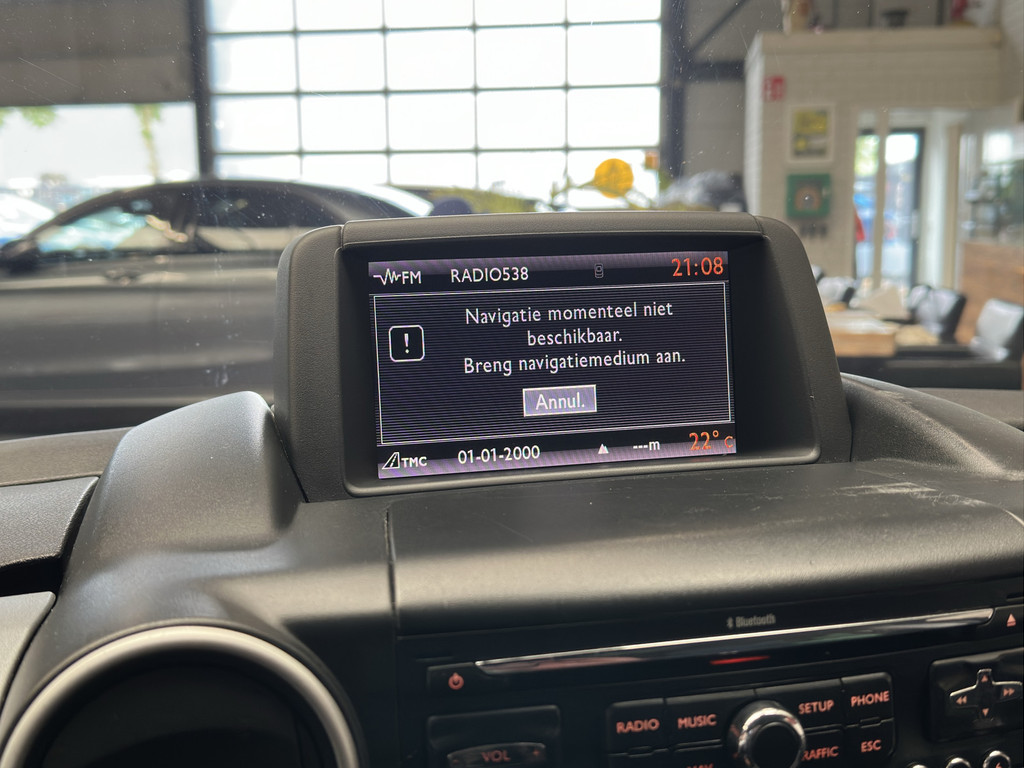 FM RADIO538 21:08
Navigatie momenteel niet
beschikbaar.
!
Breng navigatiemedium aan.
Annul.
TMC 01-01-2000 ---m 22°C
Bluetooth
RADIO MUSIC SETUP PHONE
VOL TRAFFIC ESC